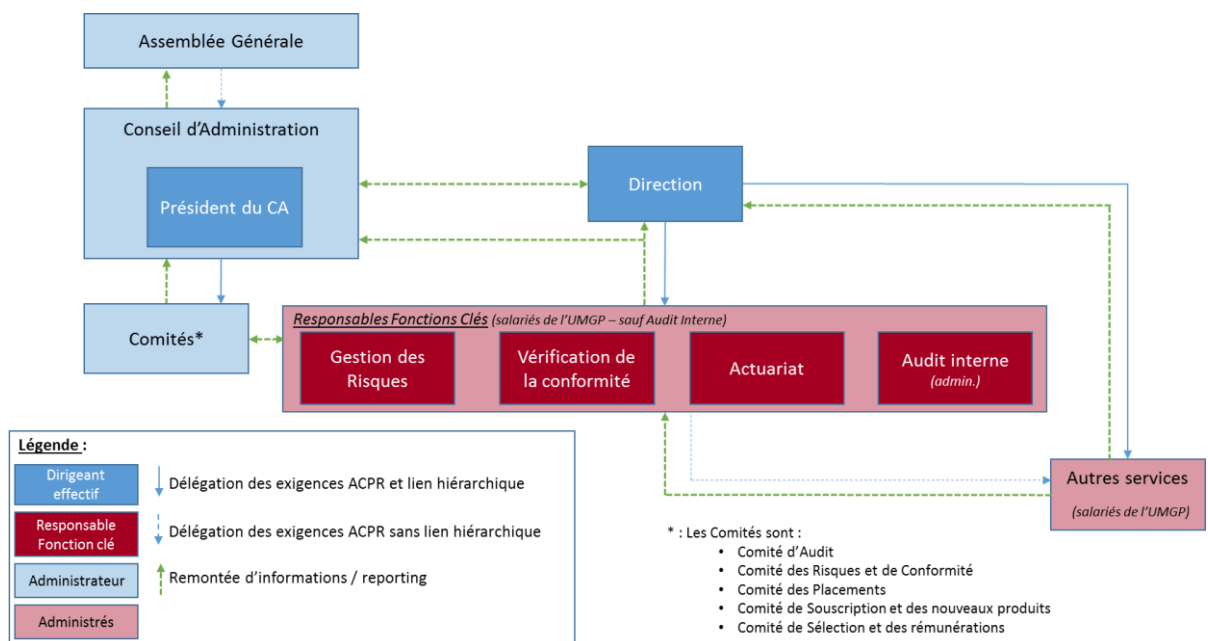 Assemblée Générale
Conseil d'Administration
Président du CA
Direction
Comités*
Responsables Fonctions Clés (salariés de l'UMGP – sauf Audit Interne)
Gestion des
Risques
Vérification de
la conformité
Actuariat
Audit interne
(admin.)
Autres services
(salariés de l'UMGP)
Légende :
Dirigeant
effectif
Délégation des exigences ACPR et lien hiérarchique
Responsable
Fonction clé
Délégation des exigences ACPR sans lien hiérarchique
Administrateur
Remontée d'informations / reporting
Administrés
* : Les Comités sont :
• Comité d'Audit
• Comité des Risques et de Conformité
• Comité des Placements
• Comité de Souscription et des nouveaux produits
• Comité de Sélection et des rémunérations